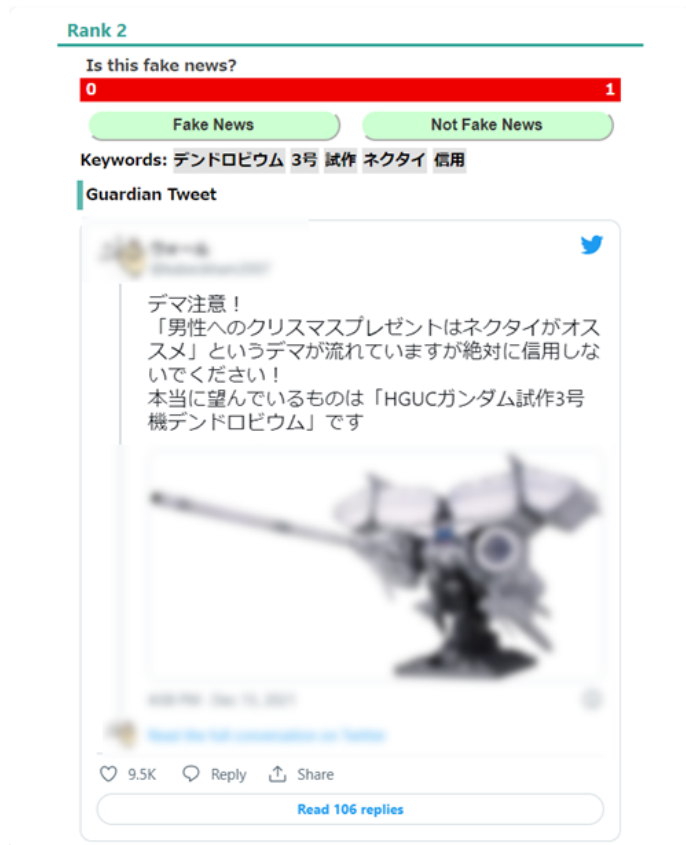 Rank 2
Is this fake news?
0 1
Fake News Not Fake News
Keywords: デンドロビウム 3号 試作 ネクタイ 信用
Guardian Tweet
デマ注意！
「男性へのクリスマスプレゼントはネクタイがオス
スメ」というデマが流れていますが絶対に信用しな
いでください！
本当に望んでいるものは「HGUCガンダム試作3号
機デンドロビウム」です
9.5K Reply Share
Read 106 replies